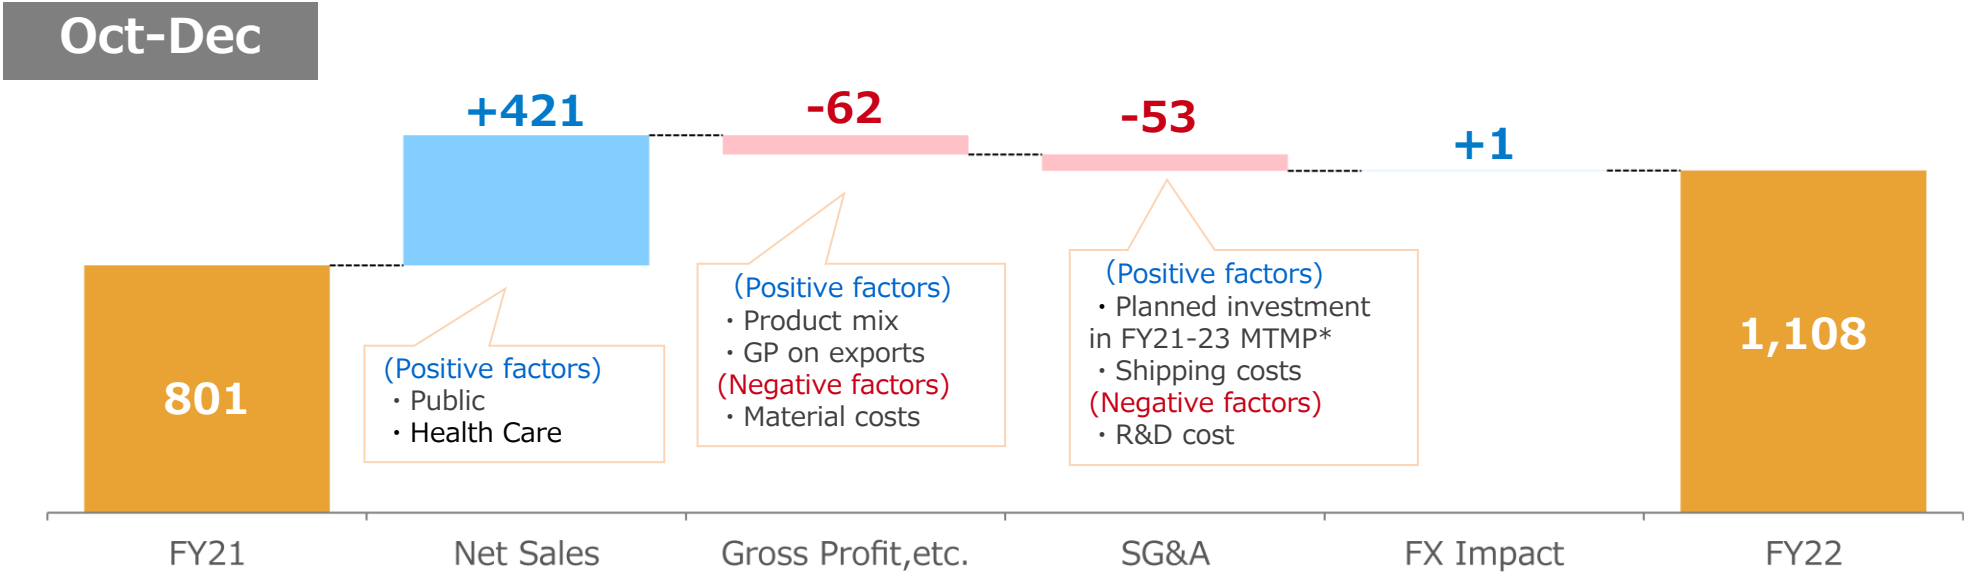 Oct-Dec
+421
-62
-53
+1
(Positive factors)
・Public
・Health Care
(Positive factors)
・Product mix
・GP on exports
(Negative factors)
・Material costs
(Positive factors)
・Planned investment
in FY21-23 MTMP*
・Shipping costs
(Negative factors)
・R&D cost
801
1,108
FY21
Net Sales
Gross Profit,etc.
SG&A
FX Impact
FY22